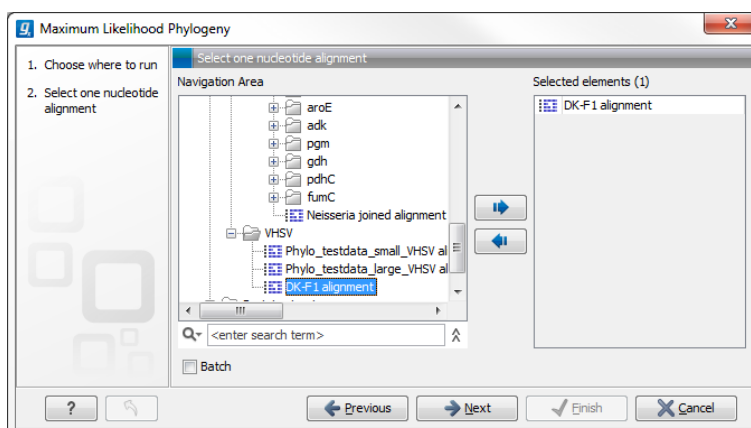 Maximum Likelihood Phylogeny
1. Choose where to run
2. Select one nucleotide
alignment
Select one nucleotide alignment
Navigation Area
aroE
adk
pgm
gdh
pdhC
fumC
Neisseria joined alignment
VHSV
Phylo_testdata_small_VHSV al
Phylo_testdata_large_VHSV al
DK-F1 alignment
<enter search term>
Batch
Selected elements (1)
DK-F1 alignment
?
Previous
Next
Finish
Cancel